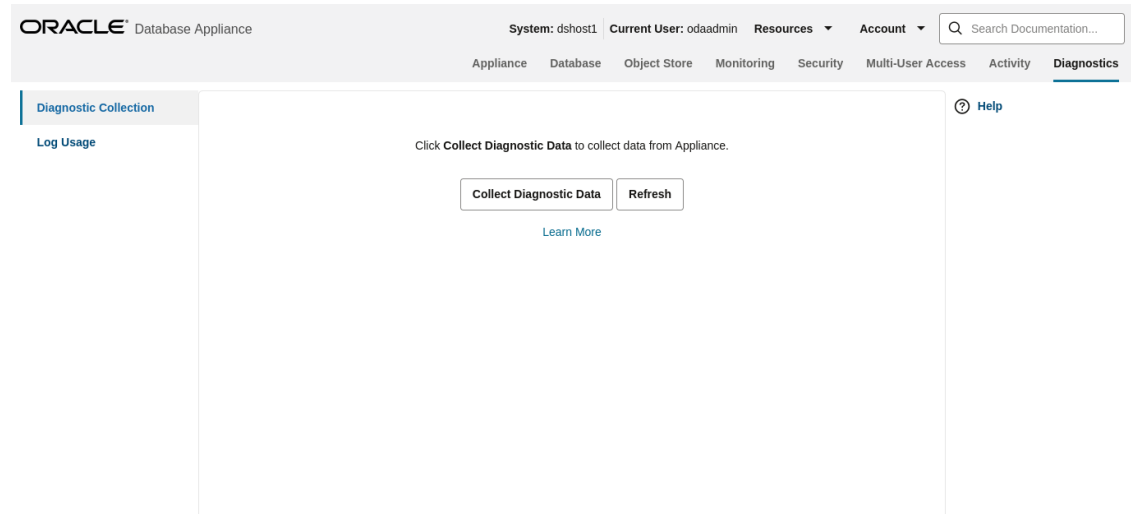 ORACLE® Database Appliance
System: dshost1 Current User: odaadmin Resources Account Search Documentation...
Appliance Database Object Store Monitoring Security Multi-User Access Activity Diagnostics
Diagnostic Collection
Log Usage
Click Collect Diagnostic Data to collect data from Appliance.
Collect Diagnostic Data Refresh
Learn More
Help